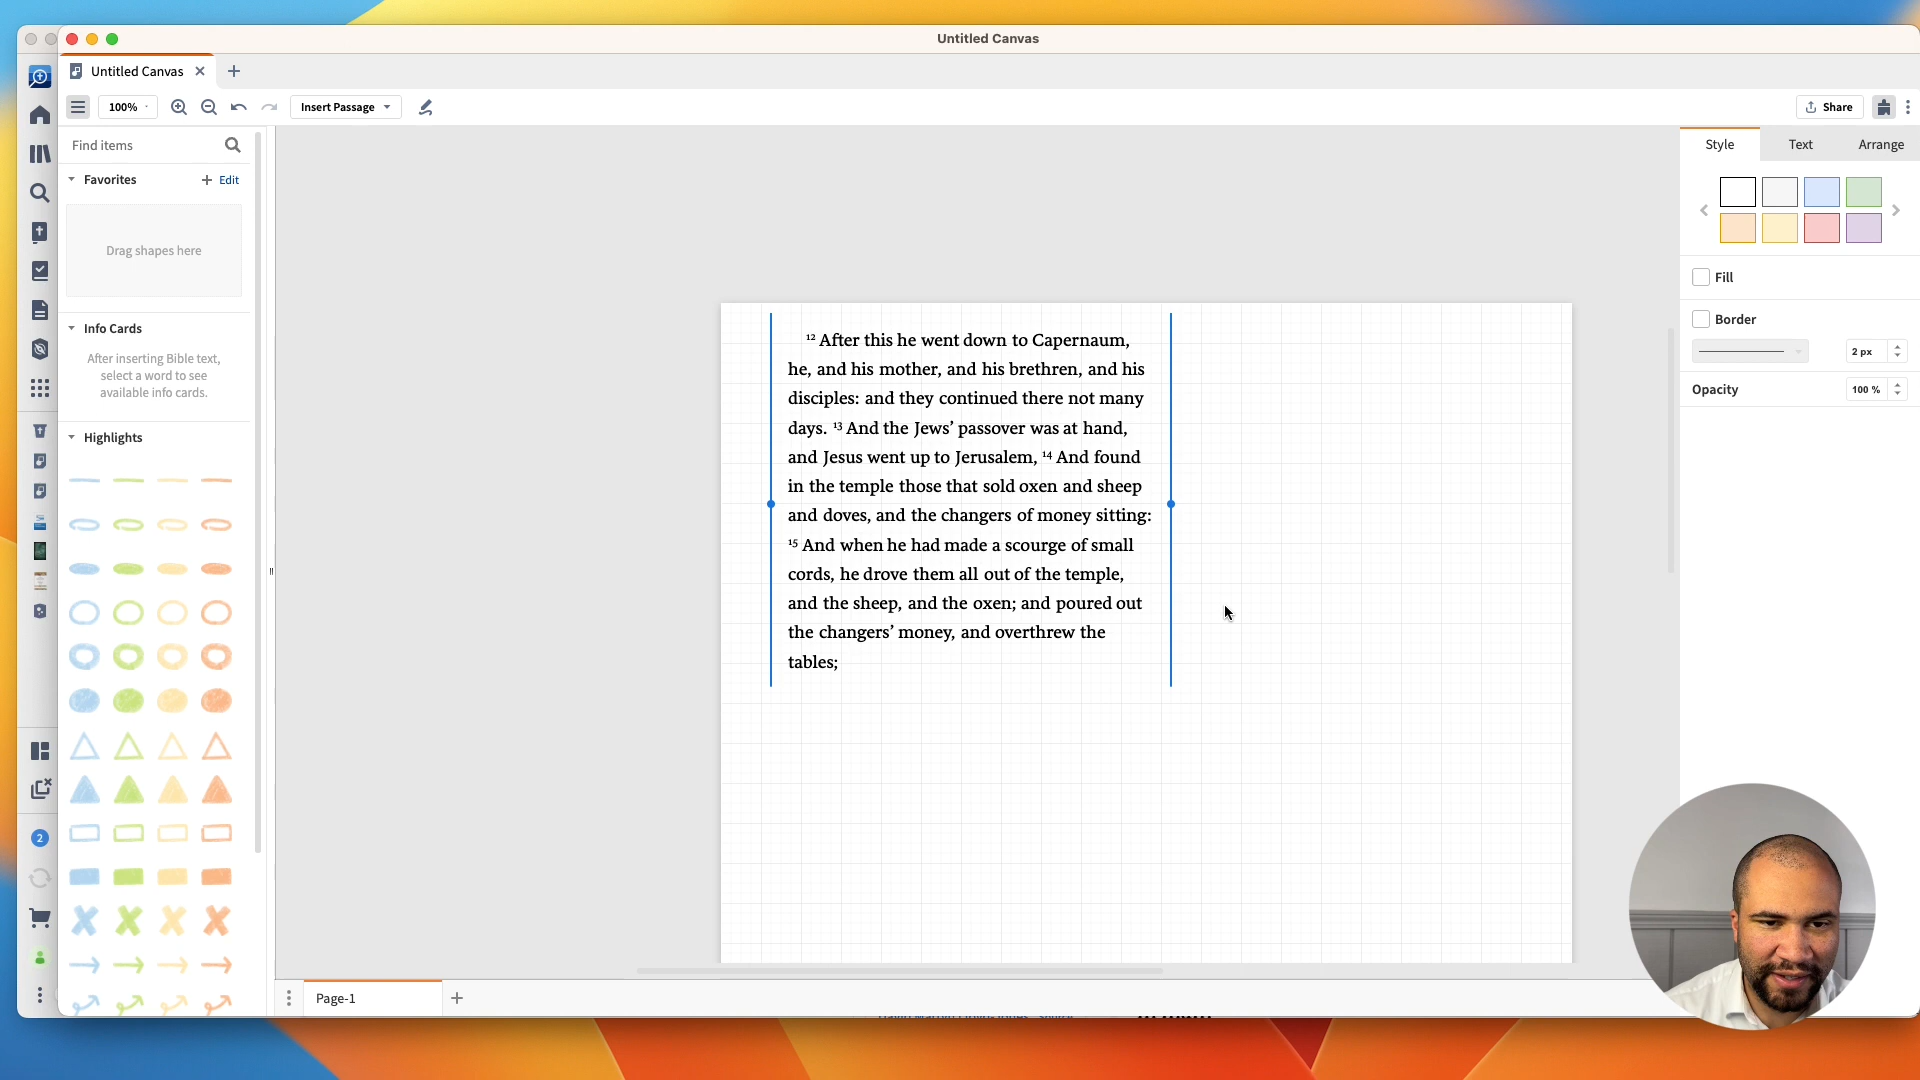 Untitled Canvas
Untitled Canvas
100%
Insert Passage
Share
Find items
Favorites
Edit
Drag shapes here
Info Cards
After inserting Bible text,
select a word to see
available info cards.
Highlights
12 After this he went down to Capernaum,
he, and his mother, and his brethren, and his
disciples: and they continued there not many
days. 13 And the Jews’ passover was at hand,
and Jesus went up to Jerusalem, 14 And found
in the temple those that sold oxen and sheep
and doves, and the changers of money sitting:
15 And when he had made a scourge of small
cords, he drove them all out of the temple,
and the sheep, and the oxen; and poured out
the changers’ money, and overthrew the
tables;
Style
Text
Arrange
Fill
Border
2 px
Opacity
100 %
2
Page-1